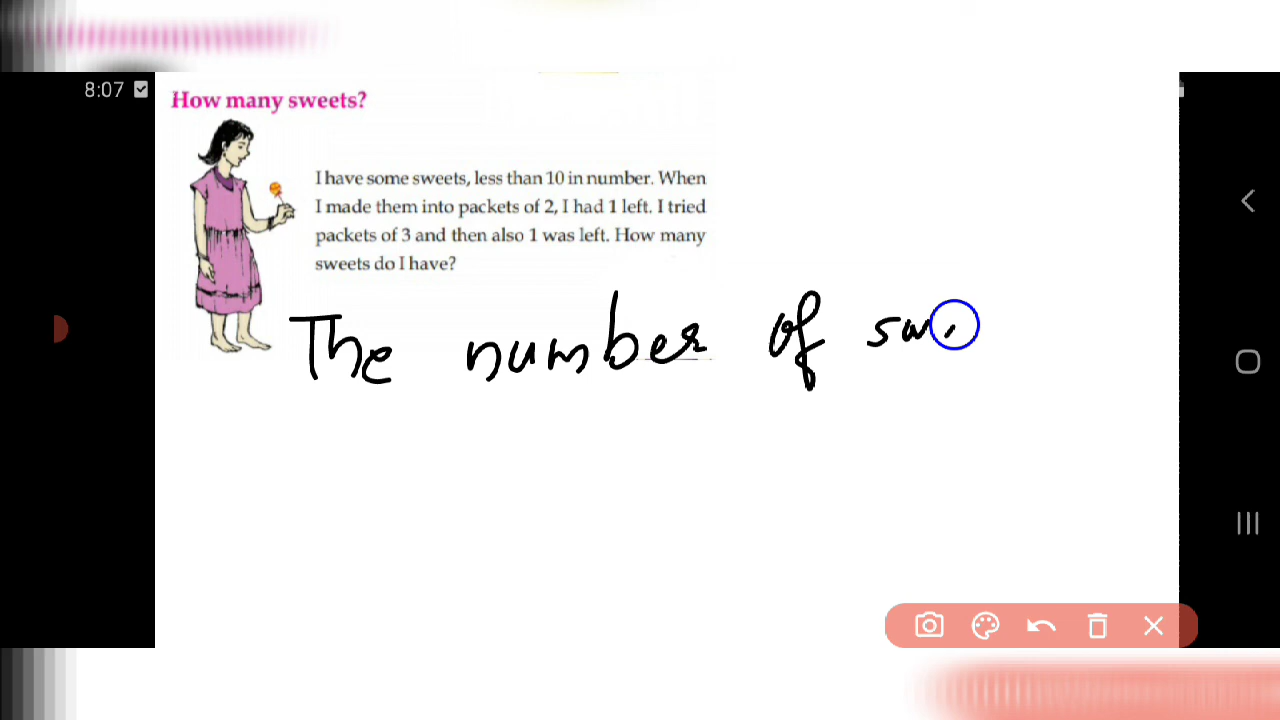 8:07
How many sweets?
I have some sweets, less than 10 in number. When
I made them into packets of 2, I had 1 left. I tried
packets of 3 and then also 1 was left. How many
sweets do I have?
The number of sw